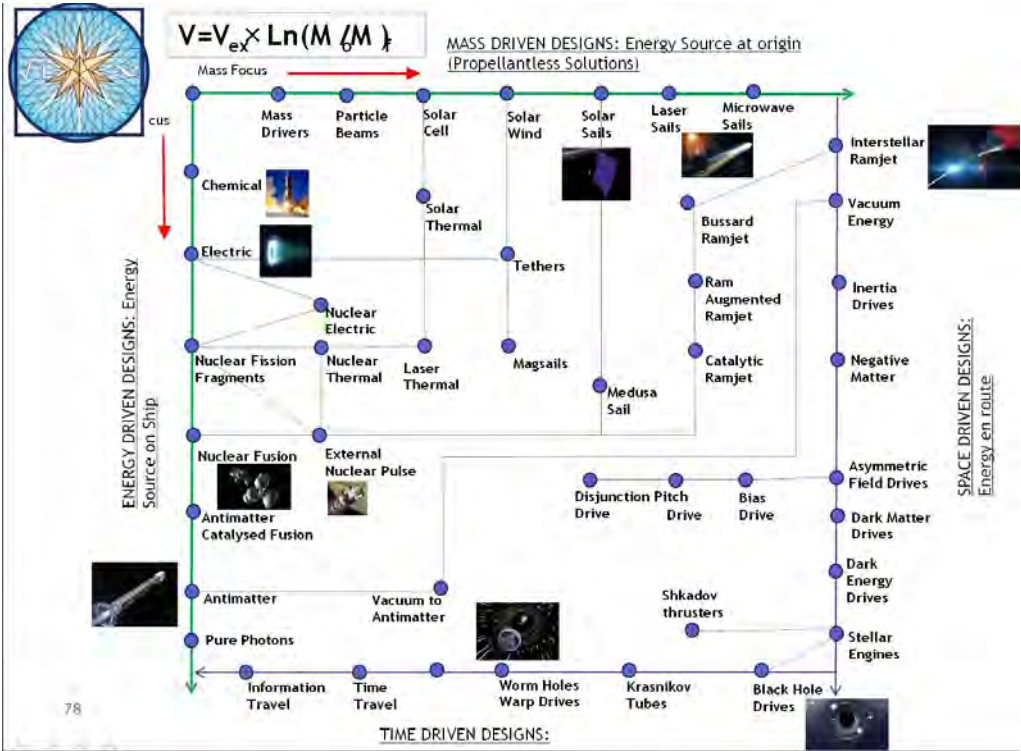 V=Vex× Ln(Mo/M)f
MASS DRIVEN DESIGNS: Energy Source at origin
(Propellantless Solutions)
Mass Focus
cus
Mass
Drivers
Particle
Beams
Solar
Cell
Solar
Wind
Solar
Sails
Laser
Sails
Microwave
Sails
Interstellar
Ramjet
Chemical
Solar
Thermal
Bussard
Ramjet
Vacuum
Energy
Electric
Tethers
Ram
Augmented
Ramjet
Inertia
Drives
Nuclear
Electric
Nuclear Fission
Fragments
Nuclear
Thermal
Laser
Thermal
Magsails
Medusa
Sail
Catalytic
Ramjet
Negative
Matter
ENERGY DRIVEN DESIGNS: Energy
Source on Ship
SPACE DRIVEN DESIGNS:
Energy en route
Nuclear Fusion
External
Nuclear Pulse
Disjunction
Drive
Pitch
Drive
Bias
Drive
Asymmetric
Field Drives
Antimatter
Catalysed Fusion
Dark Matter
Drives
Dark
Energy
Drives
Antimatter
Vacuum to
Antimatter
Shkadov
thrusters
Pure Photons
Stellar
Engines
Information
Travel
Time
Travel
Worm Holes
Warp Drives
Krasnikov
Tubes
Black Hole
Drives
78
TIME DRIVEN DESIGNS: